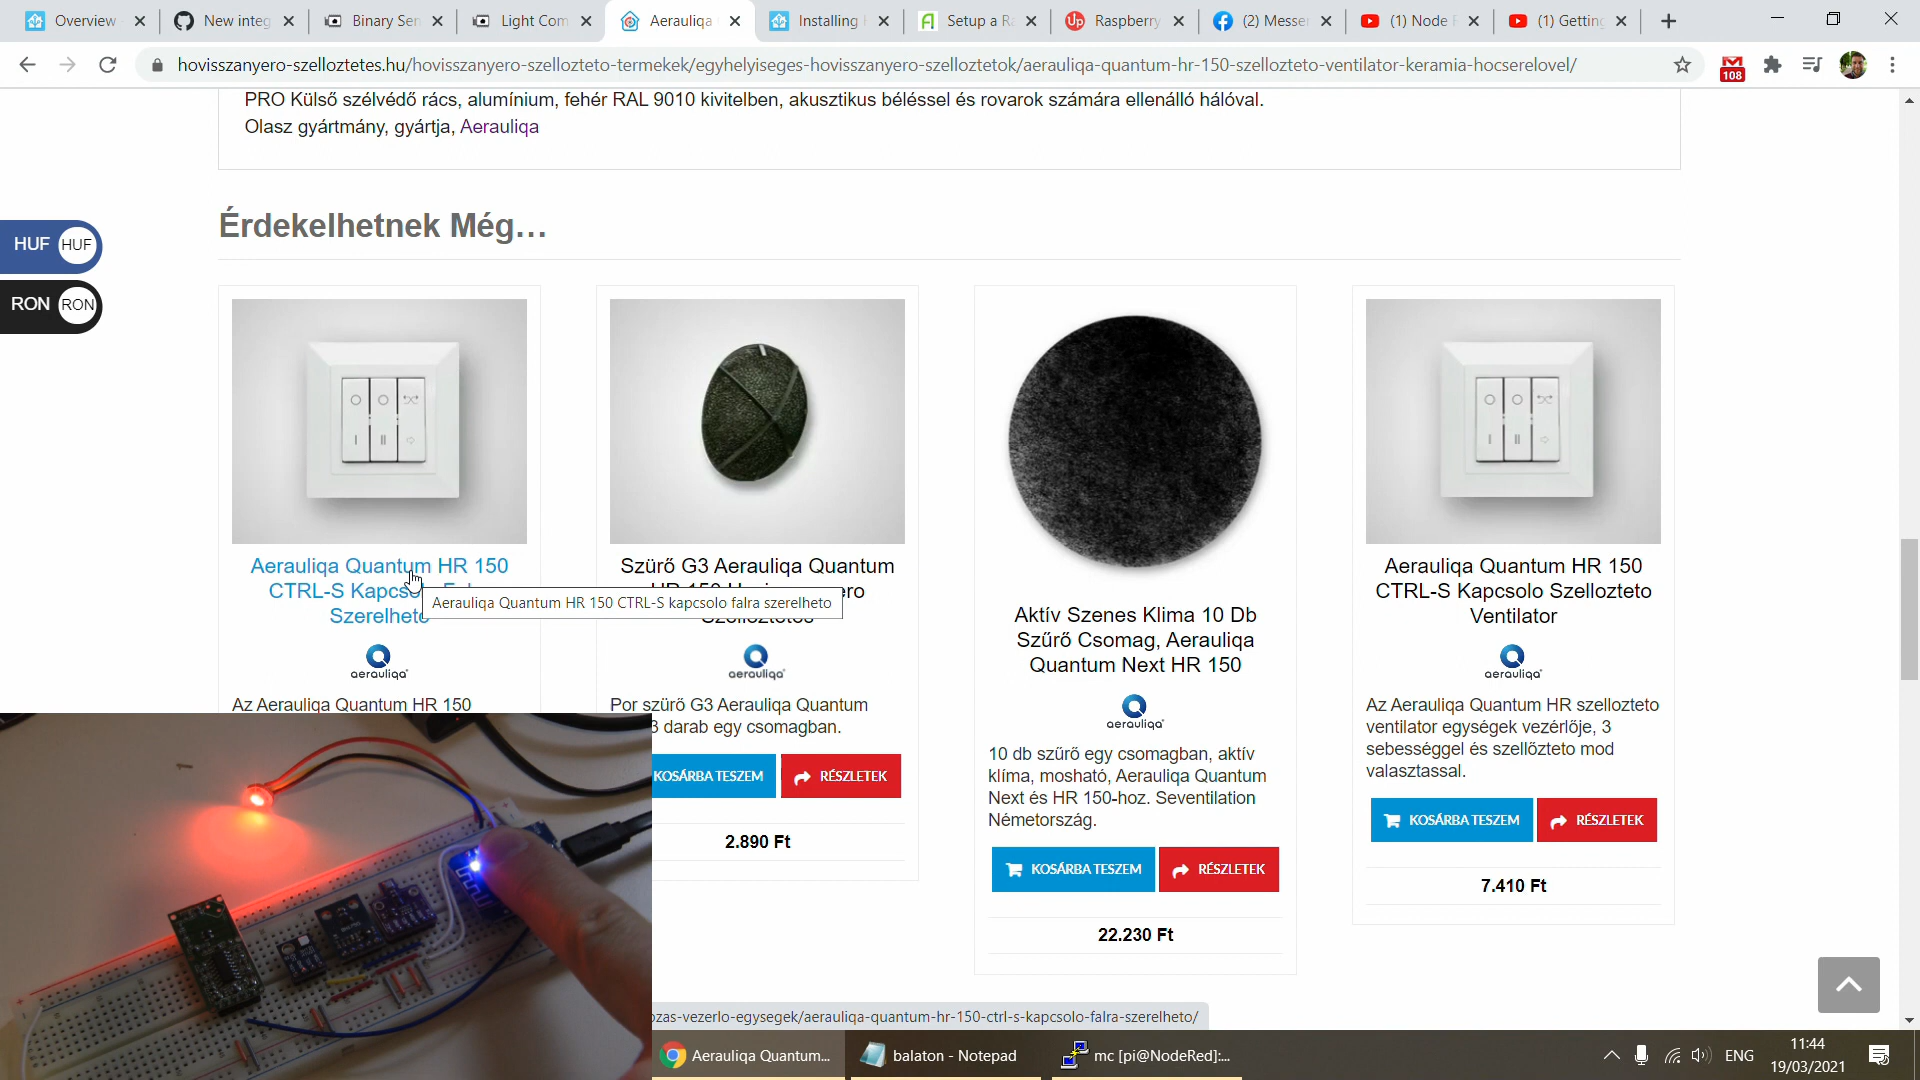 Overview
New integ
Binary Sen
Light Com
Aerauliqa
Installing
Setup a Ra
Raspberry
(2) Messe
(1) Node
(1) Getting
hovisszanyero-szelloztetes.hu/hovisszanyero-szellozteto-termekek/egyhelyiseges-hovisszanyero-szelloztetok/aerauliqa-quantum-hr-150-szellozteto-ventilator-keramia-hocserelovel/
108
PRO Külső szélvédő rács, alumínium, fehér RAL 9010 kivitelben, akusztikus béléssel és rovarok számára ellenálló hálóval.
Olasz gyártmány, gyártja, Aerauliqa
Érdekelhetnek Még…
HUF HUF
RON RON
Aerauliqa Quantum HR 150
CTRL-S Kapcso
Szerelhető
Aerauliqa Quantum HR 150 CTRL-S kapcsolo falra szerelheto
aerauliqa
Az Aerauliqa Quantum HR 150
Szürő G3 Aerauliqa Quantum
aerauliqa
Por szürő G3 Aerauliqa Quantum
3 darab egy csomagban.
KOSÁRBA TESZEM
RÉSZLETEK
2.890 Ft
Aktív Szenes Klima 10 Db
Szűrő Csomag, Aerauliqa
Quantum Next HR 150
aerauliqa
10 db szűrő egy csomagban, aktív
klíma, mosható, Aerauliqa Quantum
Next és HR 150-hoz. Seventilation
Németország.
KOSÁRBA TESZEM
RÉSZLETEK
22.230 Ft
Aerauliqa Quantum HR 150
CTRL-S Kapcsolo Szellozteto
Ventilator
aerauliqa
Az Aerauliqa Quantum HR szellozteto
ventilator egységek vezérlője, 3
sebességgel és szellőzteto mod
valasztassal.
KOSÁRBA TESZEM
RÉSZLETEK
7.410 Ft
ozas-vezerlo-egysegek/aerauliqa-quantum-hr-150-ctrl-s-kapcsolo-falra-szerelheto/
Aerauliqa Quantum...
balaton - Notepad
mc [pi@NodeRed]:...
ENG
11:44
19/03/2021